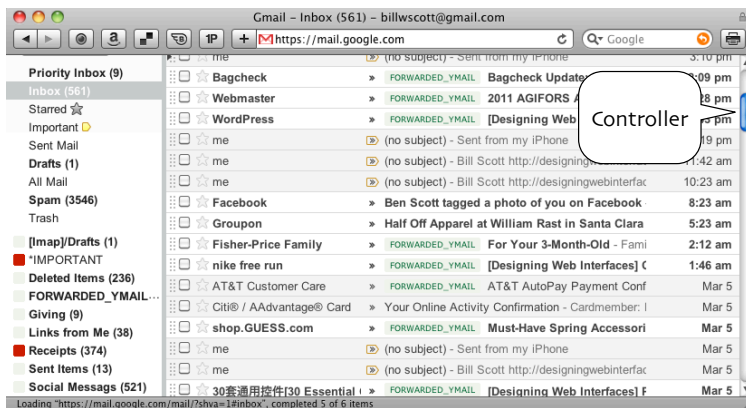 Gmail – Inbox (561) – billwscott@gmail.com
1P + https://mail.google.com Google
Priority Inbox (9)
Inbox (561)
Starred
Important
Sent Mail
Drafts (1)
All Mail
Spam (3546)
Trash
[Imap]/Drafts (1)
*IMPORTANT
Deleted Items (236)
FORWARDED_YMAIL...
Giving (9)
Links from Me (38)
Receipts (374)
Sent Items (13)
Social Messags (521)
me (no subject) - Sent from my iPhone 3:10 pm
Bagcheck » FORWARDED_YMAIL Bagcheck Update :09 pm
Webmaster » FORWARDED_YMAIL 2011 AGIFORS 28 pm
WordPress » FORWARDED_YMAIL [Designing Web pm
me (no subject) - Sent from my iPhone 19 pm
me (no subject) - Bill Scott http://designingwebinterfac 11:42 am
me (no subject) - Bill Scott http://designingwebinterfac 10:23 am
Facebook » Ben Scott tagged a photo of you on Facebook 8:23 am
Groupon » Half Off Apparel at William Rast in Santa Clara 5:23 am
Fisher-Price Family » FORWARDED_YMAIL For Your 3-Month-Old - Fami 2:12 am
nike free run » FORWARDED_YMAIL [Designing Web Interfaces] 1:46 am
AT&T Customer Care » FORWARDED_YMAIL AT&T AutoPay Payment Conf Mar 5
Citi® / AAdvantage® Card » Your Online Activity Confirmation - Cardmember: Mar 5
shop.GUESS.com » FORWARDED_YMAIL Must-Have Spring Accessori Mar 5
me (no subject) - Sent from my iPhone Mar 5
me (no subject) - Bill Scott http://designingwebinterfac Mar 5
30套通用控件[30 Essential » FORWARDED_YMAIL [Designing Web Interfaces] Mar 5
Controller
Loading "https://mail.google.com/mail/?shva=1#inbox", completed 5 of 6 items